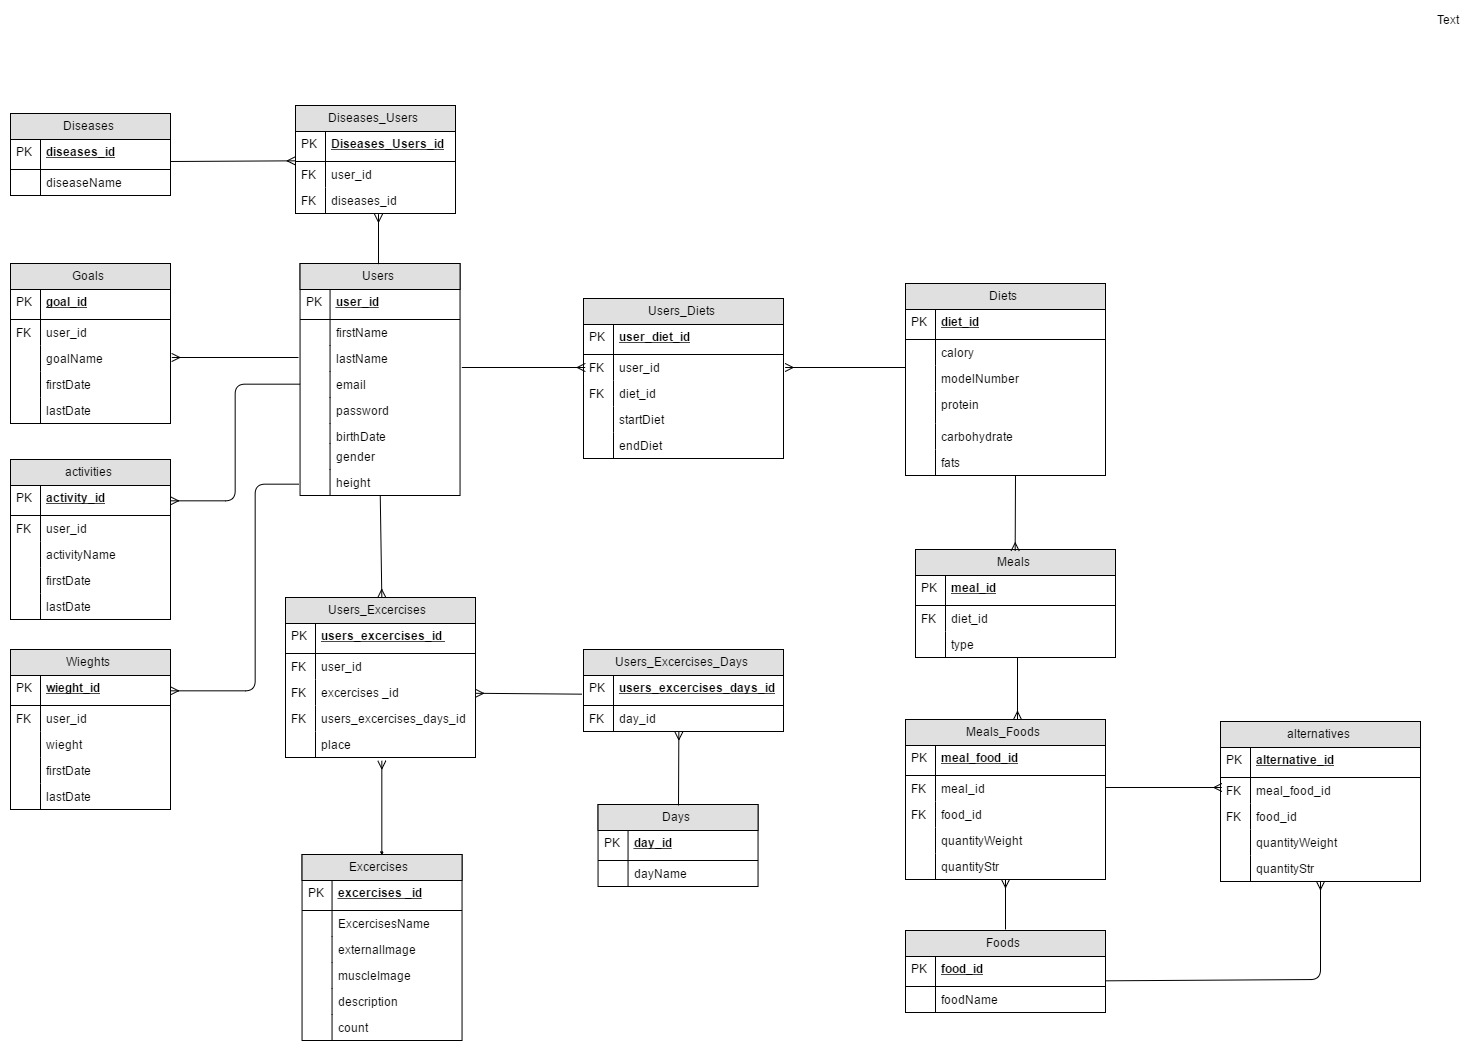 Text
Diseases
PK diseases_id
diseaseName
Diseases_Users
PK Diseases_Users_id
FK user_id
FK diseases_id
Goals
PK goal_id
FK user_id
goalName
firstDate
lastDate
Users
PK user_id
firstName
lastName
email
password
birthDate
gender
height
Users_Diets
PK user_diet_id
FK user_id
FK diet_id
startDiet
endDiet
Diets
PK diet_id
calory
modelNumber
protein
carbohydrate
fats
activities
PK activity_id
FK user_id
activityName
firstDate
lastDate
Meals
PK meal_id
FK diet_id
type
Users_Excercises
PK users_excercises_id
FK user_id
FK excercises _id
FK users_excercises_days_id
place
Users_Excercises_Days
PK users_excercises_days_id
FK day_id
Wieghts
PK wieght_id
FK user_id
wieght
firstDate
lastDate
Meals_Foods
PK meal_food_id
FK meal_id
FK food_id
quantityWeight
quantityStr
alternatives
PK alternative_id
FK meal_food_id
FK food_id
quantityWeight
quantityStr
Days
PK day_id
dayName
Excercises
PK excercises _id
ExcercisesName
externalImage
muscleImage
description
count
Foods
PK food_id
foodName